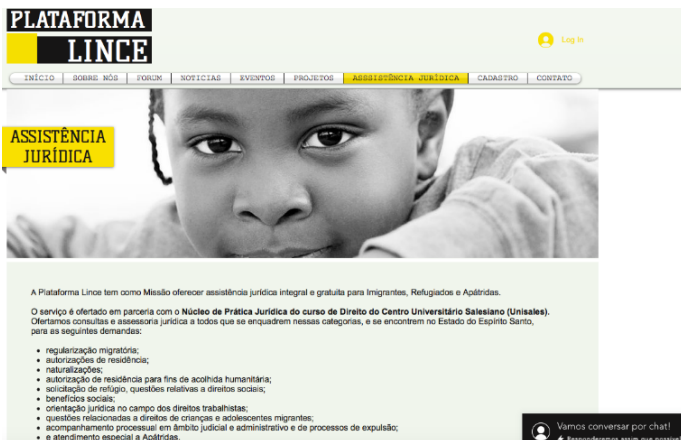 PLATAFORMA
LINCE
Log In
INÍCIO SOBRE NÓS FORUM NOTICIAS EVENTOS PROJETOS ASSSISTÊNCIA JURÍDICA CADASTRO CONTATO
ASSISTÊNCIA
JURÍDICA
A Plataforma Lince tem como Missão oferecer assistência jurídica integral e gratuita para Imigrantes, Refugiados e Apátridas.
O serviço é ofertado em parceria com o Núcleo de Prática Jurídica do curso de Direito do Centro Universitário Salesiano (Unisales).
Ofertamos consultas e assessoria jurídica a todos que se enquadrem nessas categorias, e se encontrem no Estado do Espírito Santo,
para as seguintes demandas:
regularização migratória;
autorizações de residência;
naturalizações;
autorização de residência para fins de acolhida humanitária;
solicitação de refúgio, questões relativas a direitos sociais;
benefícios sociais;
orientação jurídica no campo dos direitos trabalhistas;
questões relacionadas a direitos de crianças e adolescentes migrantes;
acompanhamento processual em âmbito judicial e administrativo e de processos de expulsão;
e atendimento especial a Apátridas.
Vamos conversar por chat!
Responderemos assim que possível